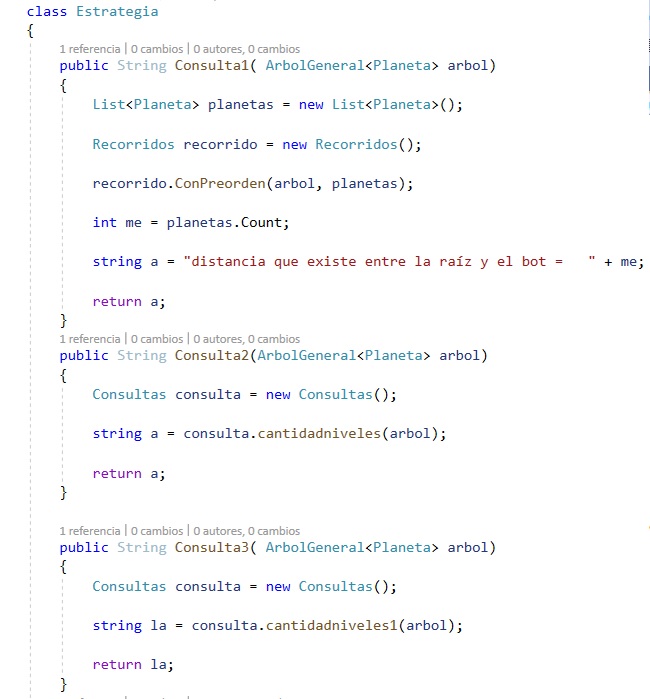 class Estrategia
{
1 referencia | 0 cambios | 0 autores, 0 cambios
public String Consulta1( ArbolGeneral<Planeta> arbol)
{
List<Planeta> planetas = new List<Planeta>();
Recorridos recorrido = new Recorridos();
recorrido.ConPreorden(arbol, planetas);
int me = planetas.Count;
string a = "distancia que existe entre la raíz y el bot =   " + me;
return a;
}
1 referencia | 0 cambios | 0 autores, 0 cambios
public String Consulta2(ArbolGeneral<Planeta> arbol)
{
Consultas consulta = new Consultas();
string a = consulta.cantidadniveles(arbol);
return a;
}
1 referencia | 0 cambios | 0 autores, 0 cambios
public String Consulta3( ArbolGeneral<Planeta> arbol)
{
Consultas consulta = new Consultas();
string la = consulta.cantidadniveles1(arbol);
return la;
}